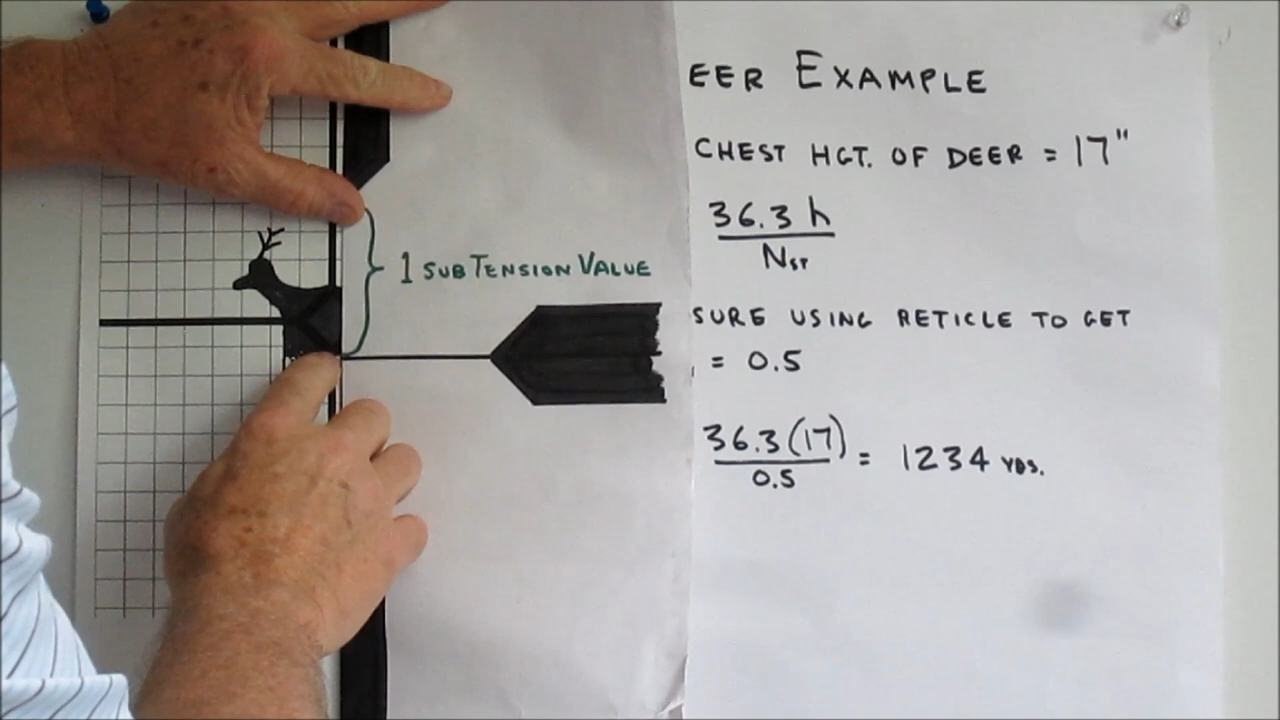 EER EXAMPLE
CHEST HGT. OF DEER = 17"
36.3 h
NST
1 SUBTENSION VALUE
SURE USING RETICLE TO GET
= 0.5
36.3(17) = 1234 YDS.
0.5